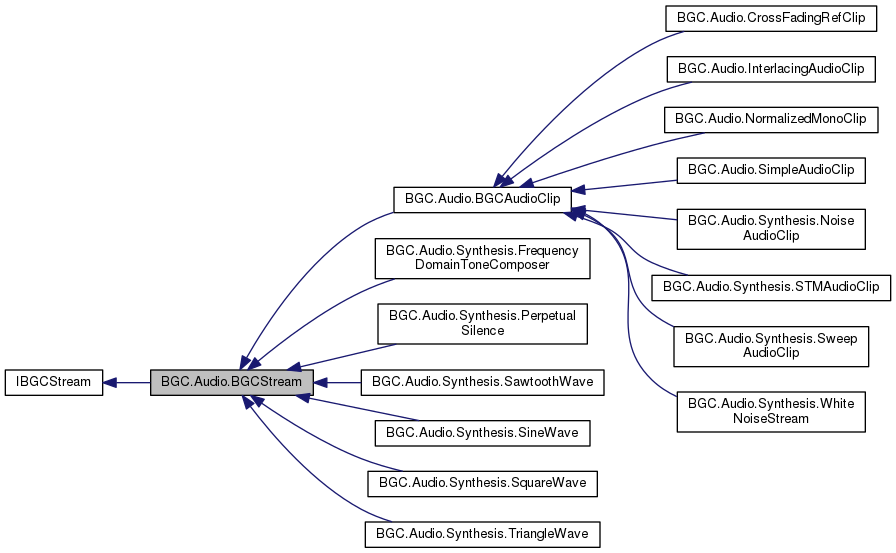 BGC.Audio.CrossFadingRefClip
BGC.Audio.InterlacingAudioClip
BGC.Audio.NormalizedMonoClip
BGC.Audio.SimpleAudioClip
BGC.Audio.BGCAudioClip
BGC.Audio.Synthesis.Noise
AudioClip
BGC.Audio.Synthesis.Frequency
DomainToneComposer
BGC.Audio.Synthesis.STMAudioClip
BGC.Audio.Synthesis.Perpetual
Silence
BGC.Audio.Synthesis.Sweep
AudioClip
IBGCStream
BGC.Audio.BGCStream
BGC.Audio.Synthesis.SawtoothWave
BGC.Audio.Synthesis.White
NoiseStream
BGC.Audio.Synthesis.SineWave
BGC.Audio.Synthesis.SquareWave
BGC.Audio.Synthesis.TriangleWave